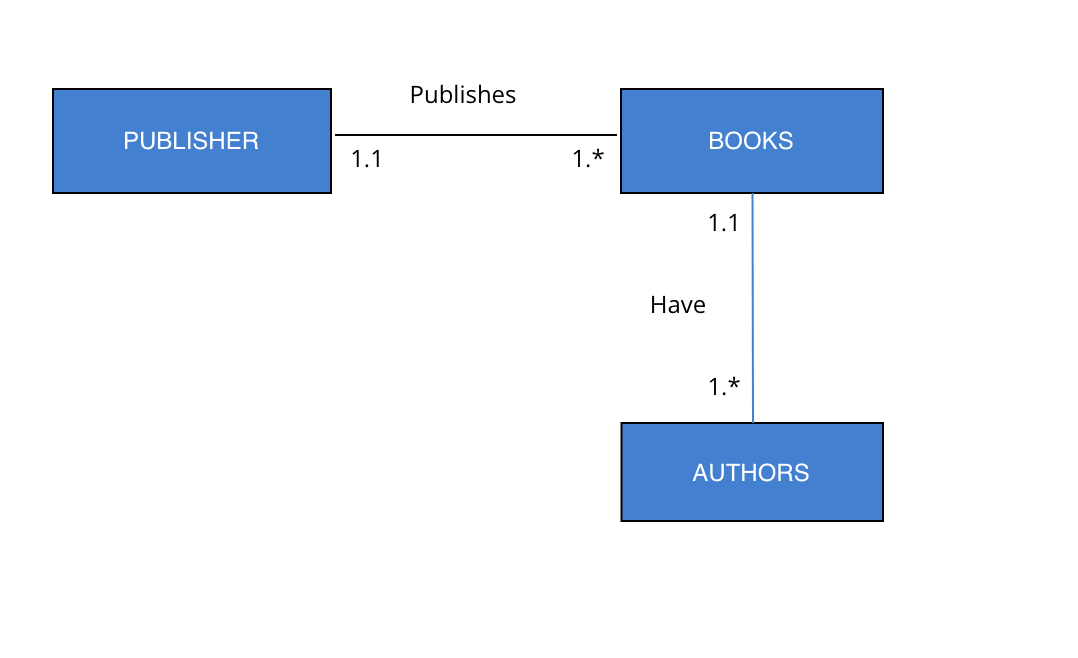 Publishes
PUBLISHER
BOOKS
1.1
1.*
1.1
Have
1.*
AUTHORS